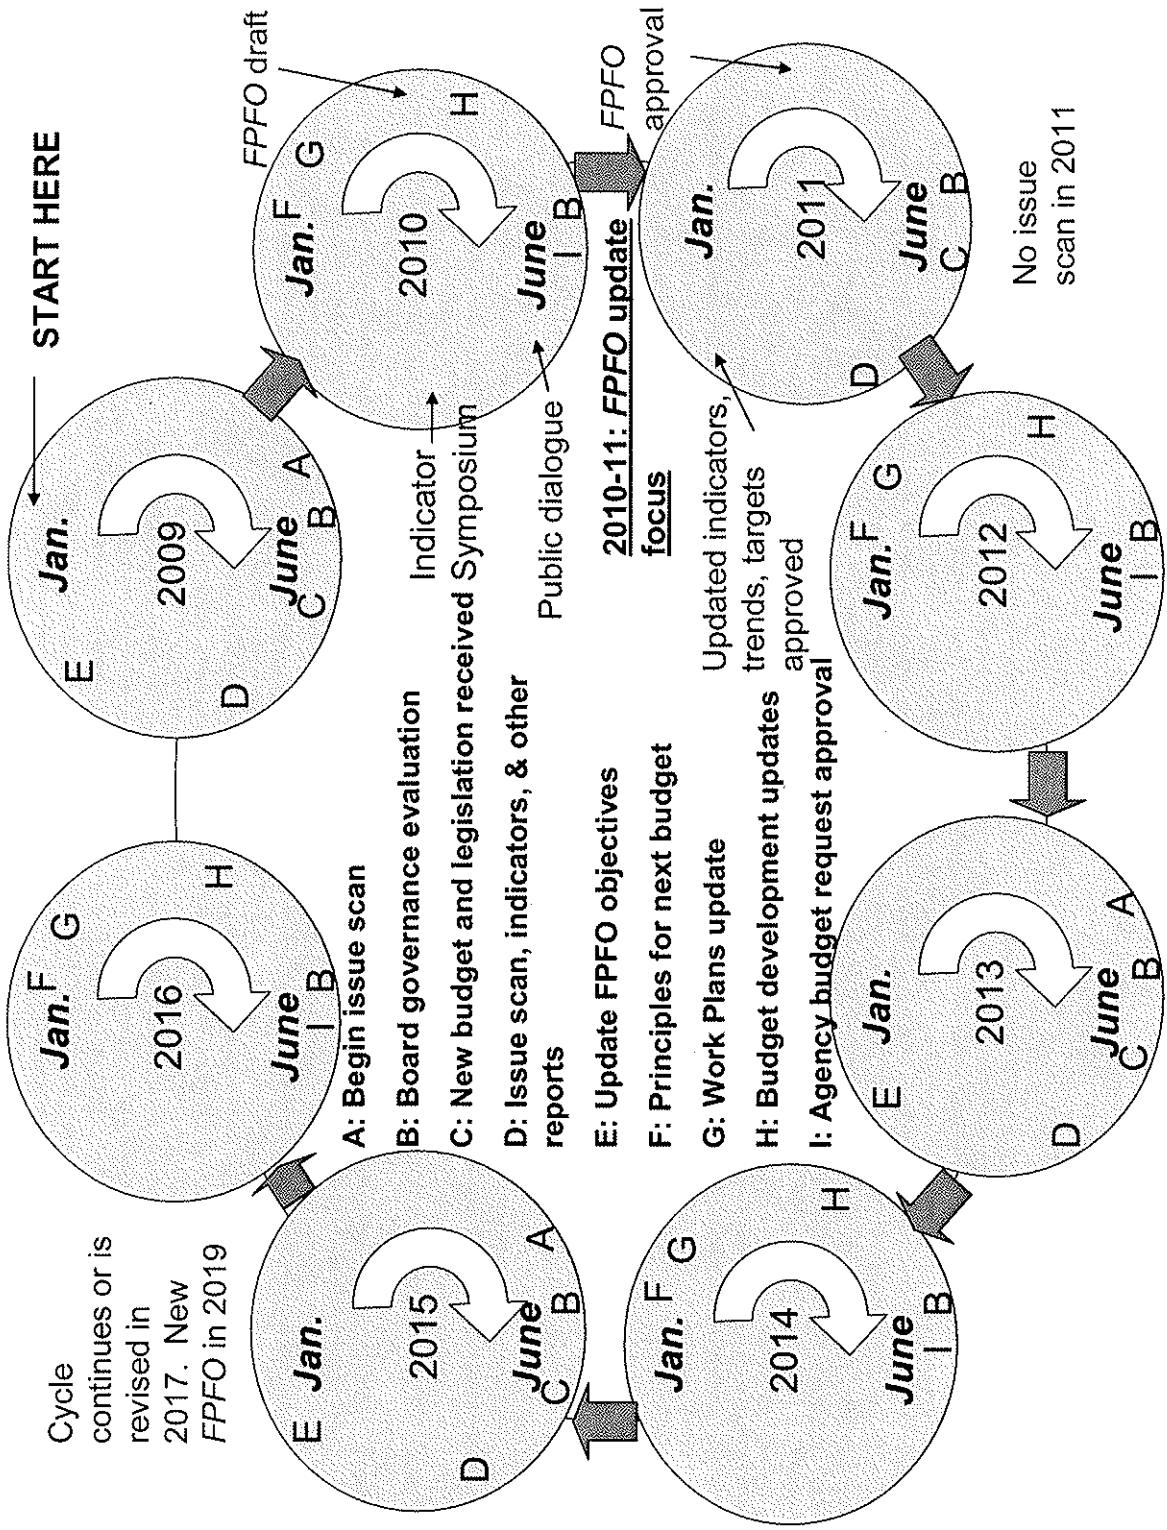 Cycle
continues or is
revised in
2017. New
FPFO in 2019
START HERE
Jan.
F
G
2016
H
June
I
B
E
Jan.
2009
D
June
C
B
A
FPFO draft
Jan.
F
G
2010
H
June
I
B
Indicator
Symposium
Public dialogue
E
Jan.
2015
D
June
C
B
A
A: Begin issue scan
B: Board governance evaluation
C: New budget and legislation received
D: Issue scan, indicators, & other
reports
E: Update FPFO objectives
F: Principles for next budget
G: Work Plans update
H: Budget development updates
I: Agency budget request approval
2010-11: FPFO update
focus
FPFO
approval
Updated indicators,
trends, targets
approved
Jan.
2011
D
June
C
B
No issue
scan in 2011
Jan.
F
G
2014
H
June
I
B
E
Jan.
2013
D
June
C
B
A
Jan.
F
G
2012
H
June
I
B